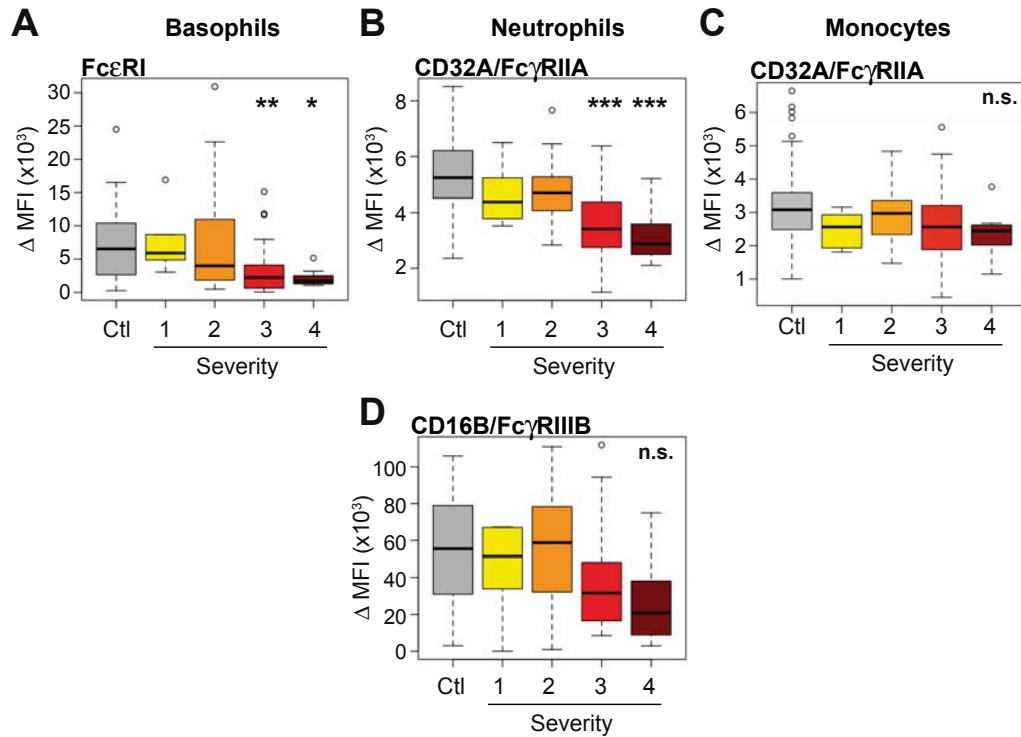 A Basophils
FcεRI
Δ MFI (x10³)
30
25
20
15
10
5
0
** *
Ctl 1 2 3 4
Severity
B Neutrophils
CD32A/FcγRIIA
Δ MFI (x10³)
8
6
4
2
*** ***
Ctl 1 2 3 4
Severity
C Monocytes
CD32A/FcγRIIA
Δ MFI (x10³)
6
5
4
3
2
1
n.s.
Ctl 1 2 3 4
Severity
D
CD16B/FcγRIIIB
Δ MFI (x10³)
100
80
60
40
20
0
n.s.
Ctl 1 2 3 4
Severity